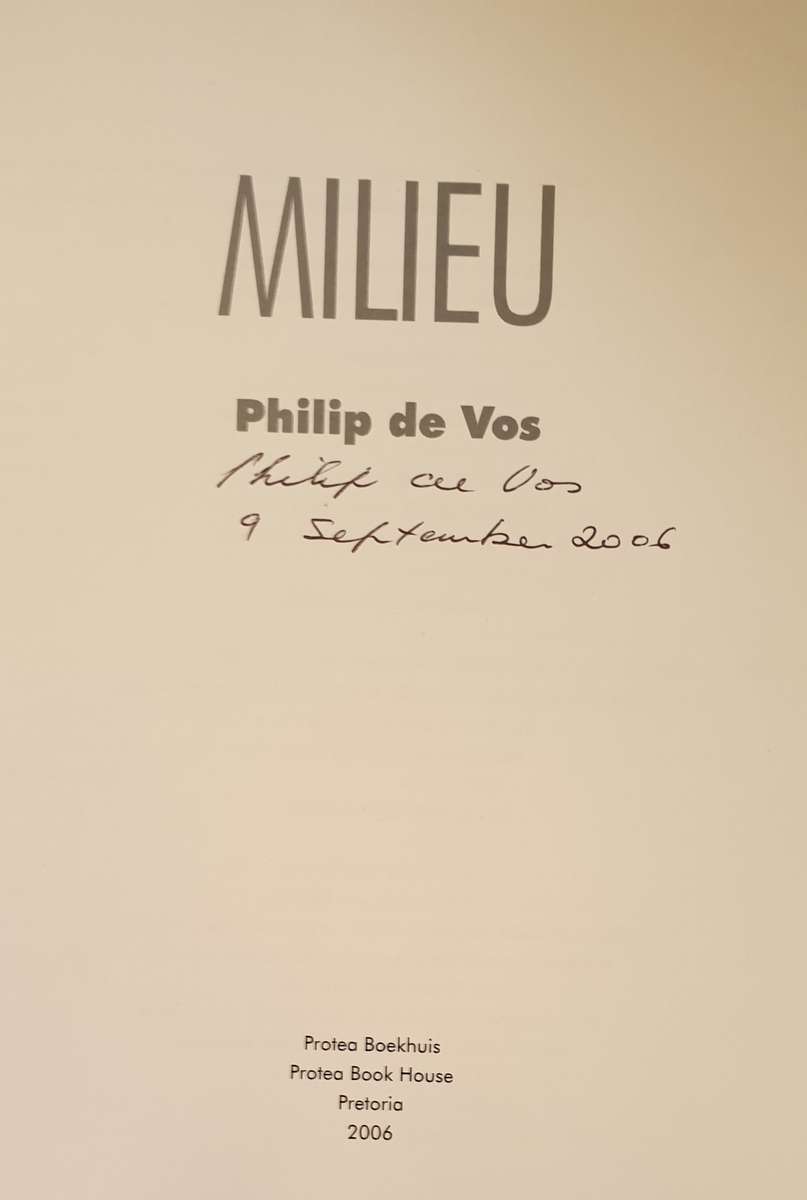 MILIEU
Philip de Vos
Philip de Vos
9 September 2006
Protea Boekhuis
Protea Book House
Pretoria
2006